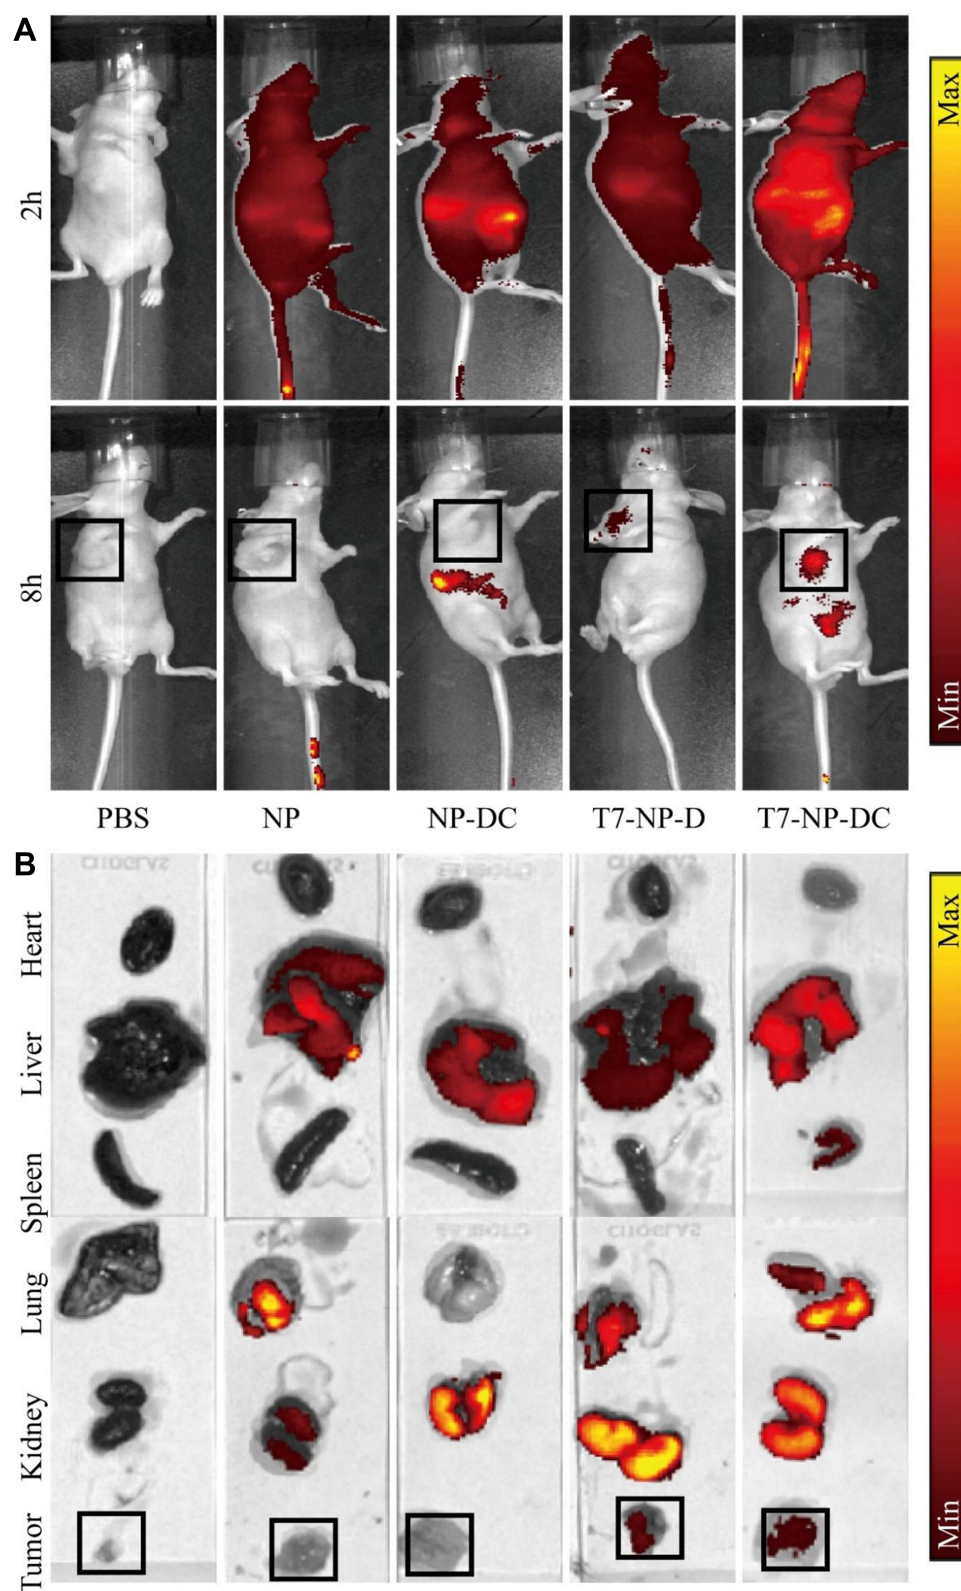 A
2h
Max
Min
8h
PBS NP NP-DC T7-NP-D T7-NP-DC
B
Heart
Liver
Spleen
Lung
Kidney
Tumor
Max
Min